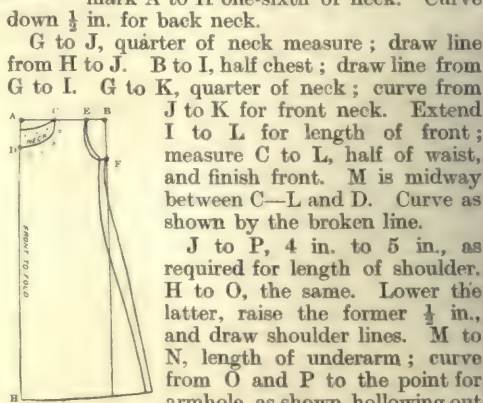 mark A to H one-sixth of neck. Curve
down ½ in. for back neck.
G to J, quarter of neck measure; draw line
from H to J. B to I, half chest; draw line from
G to I. G to K, quarter of neck; curve from
J to K for front neck. Extend
I to L for length of front;
measure C to L, half of waist,
and finish front. M is midway
between C—L and D. Curve as
shown by the broken line.
J to P, 4 in. to 5 in., as
required for length of shoulder.
H to O, the same. Lower the
latter, raise the former ½ in.,
and draw shoulder lines. M to
N, length of underarm; curve
from O and P to the point for
armhole, as shown, hollowing out
A C E B
NECK
D
F
FRONT TO FOLD
H